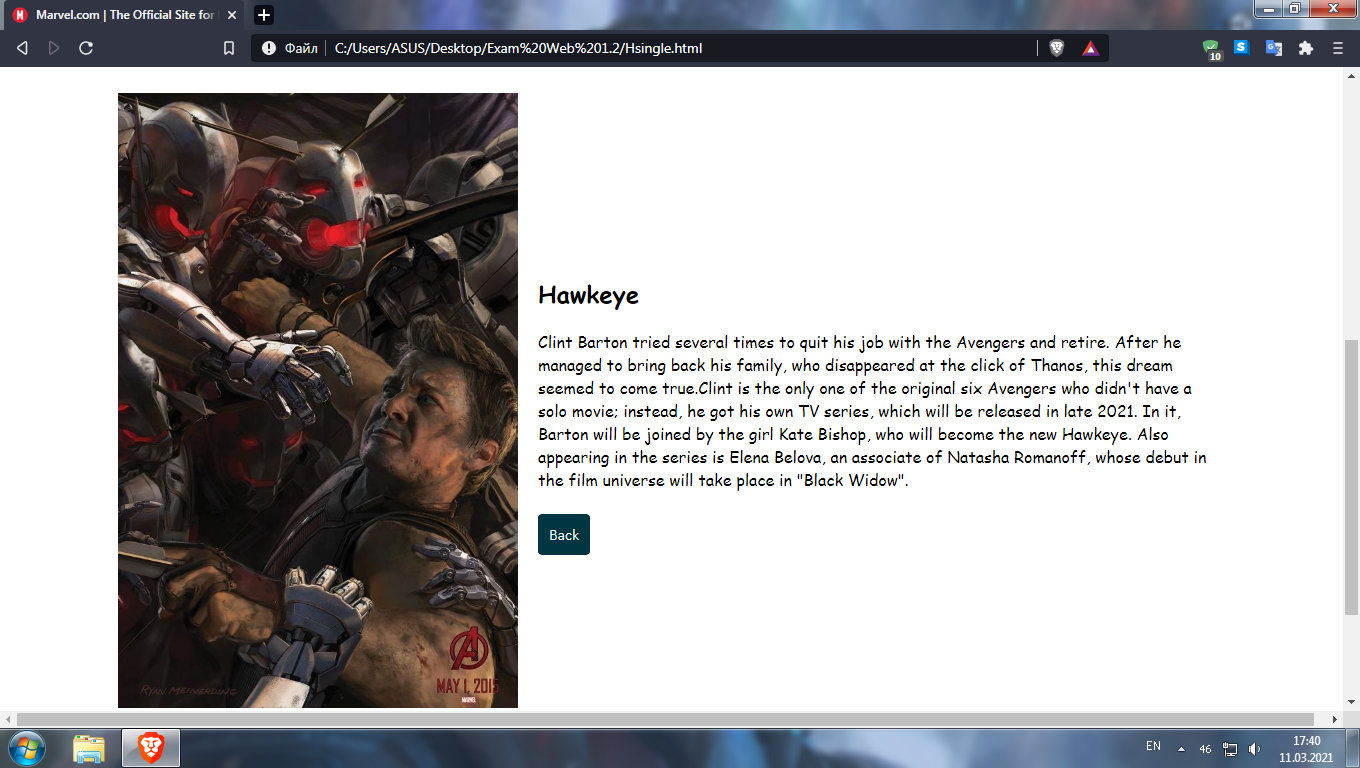 Marvel.com | The Official Site for
Файл
C:/Users/ASUS/Desktop/Exam%20Web%201.2/Hsingle.html
10
Hawkeye
Clint Barton tried several times to quit his job with the Avengers and retire. After he
managed to bring back his family, who disappeared at the click of Thanos, this dream
seemed to come true.Clint is the only one of the original six Avengers who didn't have a
solo movie; instead, he got his own TV series, which will be released in late 2021. In it,
Barton will be joined by the girl Kate Bishop, who will become the new Hawkeye. Also
appearing in the series is Elena Belova, an associate of Natasha Romanoff, whose debut in
the film universe will take place in "Black Widow".
Back
RYAN MEINERDING
MAY 1, 2015
MARVEL
EN
46
17:40
11.03.2021